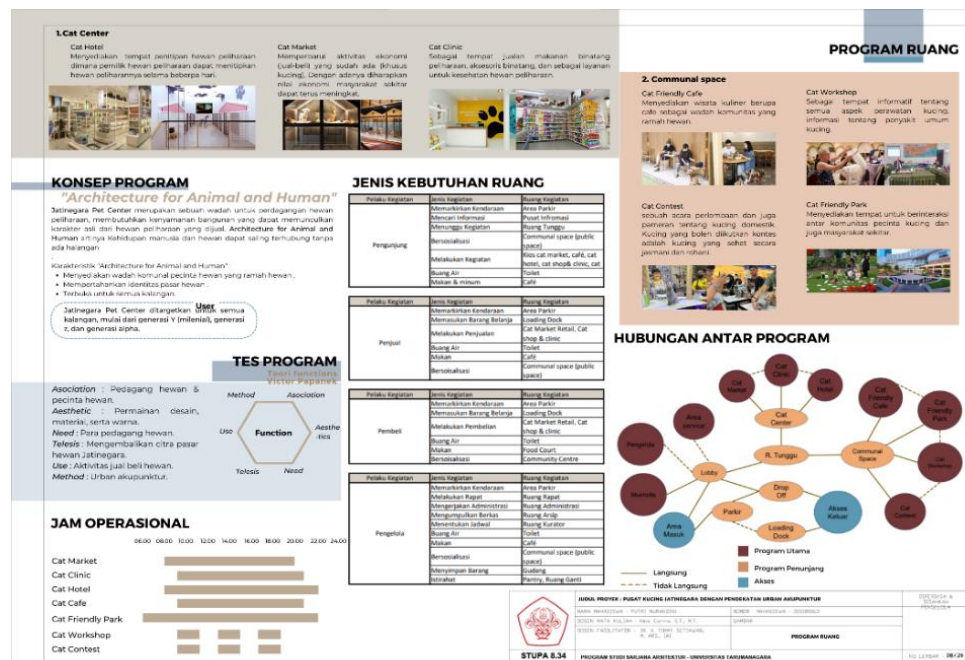 1.Cat Center
Cat Hotel
Menyediakan tempat penitipan hewan peliharaan
dimana pemilik hewan peliharaan dapat menitipkan
hewan peliharannya selama beberapa hari.
Cat Market
Memperbarui aktivitas ekonomi
(jual-beli) yang sudah ada (khusus
kucing), Dengan adanya diharapkan
nilai ekonomi masyarakat sekitar
dapat terus meningkat.
Cat Clinic
Sebagai tempat jualan makanan binatang
peliharaan, aksesoris binatang, dan sebagai layanan
untuk kesehatan hewan peliharaan.
PROGRAM RUANG
2. Communal space
Cat Friendly Cafe
Menyediakan wisata kuliner berupa
cafe sebagai wadah komunitas yang
ramah hewan.
Cat Workshop
Sebagai tempat informatif tentang
semua aspek perawatan kucing,
informasi tentang penyakit umum
kucing.
Cat Contest
sebuah acara perlombaan dan juga
pameran tentang kucing domestik.
Kucing yang boleh diikutkan kontes
adalah kucing yang sehat secara
jasmani dan rohani.
Cat Friendly Park
Menyediakan tempat untuk berinteraksi
antar komunitas pecinta kucing dan
juga masyarakat sekitar.
KONSEP PROGRAM
"Architecture for Animal and Human"
Jatinegara Pet Center merupakan sebuah wadah untuk perdagangan hewan
peliharaan, membutuhkan kenyamanan bangunan yang dapat memunculkan
karakter asli dari hewan peliharaan yang dijual. Architecture for Animal and
Human artinya Kehidupan manusia dan hewan dapat saling terhubung tanpa
ada halangan
.
Karakteristik "Architecture for Animal and Human"
• Menyediakan wadah komunal pecinta hewan yang ramah hewan .
• Mempertahankan identitas pasar hewan .
• Terbuka untuk semua kalangan.
User
Jatinegara Pet Center ditargetkan untuk semua
kalangan, mulai dari generasi Y (milenial), generasi
z, dan generasi alpha.
TES PROGRAM
Teori functions
Victor Papanek
Asociation : Pedagang hewan &
pecinta hewan.
Aesthetic : Permainan desain,
material, serta warna.
Need : Para pedagang hewan.
Telesis : Mengembalikan citra pasar
hewan Jatinegara.
Use : Aktivitas jual beli hewan.
Method : Urban akupunktur.
Method Asociation
Use Function Aesthe
-tics
Telesis Need
JAM OPERASIONAL
06.00 08.00 10.00 12.00 14.00 16.00 18.00 20.00 22.00 24.00
Cat Market
Cat Clinic
Cat Hotel
Cat Cafe
Cat Friendly Park
Cat Workshop
Cat Contest
JENIS KEBUTUHAN RUANG
Pelaku Kegiatan Jenis Kegiatan Ruang Kegiatan
Pengunjung
Memarkirkan Kendaraan Area Parkir
Mencari Informasi Pusat Infromasi
Menunggu Kegiatan Ruang Tunggu
Bersosialisasi Communal space (public
space)
Melakukan Kegiatan Kios cat market, café, cat
hotel, cat shop& clinic, cat
Buang Air Toilet
Makan & minum Café
Pelaku Kegiatan Jenis Kegiatan Ruang Kegiatan
Penjual
Memarkirkan Kendaraan Area Parkir
Memasukan Barang Belanja Loading Dock
Melakukan Penjualan Cat Market Retail, Cat
shop & clinic
Buang Air Toilet
Makan Café
Bersosialisasi Communal space (public
space)
Pelaku Kegiatan Jenis Kegiatan Ruang Kegiatan
Pembeli
Memarkirkan Kendaraan Area Parkir
Memasukan Barang Belanja Loading Dock
Melakukan Pembelian Cat Market Retail, Cat
shop & clinic
Buang Air Toilet
Makan Food Court
Bersosialisasi Community Centre
Pelaku Kegiatan Jenis Kegiatan Ruang Kegiatan
Pengelola
Memarkirkan Kendaraan Area Parkir
Melakukan Rapat Ruang Rapat
Mengerjakan Administrasi Ruang Administrasi
Mengumpulkan Berkas Ruang Arsip
Menentukan Jadwal Ruang Kurator
Buang Air Toilet
Makan Café
Bersosialisasi Communal space (public
space)
Menyimpan Barang Gudang
Istirahat Pantry, Ruang Ganti
HUBUNGAN ANTAR PROGRAM
Cat Clinic
Cat Market
Cat Hotel
Cat Friendly Cafe
Cat Friendly Park
Cat Center
Area service
Pengelola
R. Tunggu
Communal Space
Cat Workshop
Lobby
Drop Off
Cat Contest
Parkir
Akses Keluar
Area Masuk
Loading Dock
Langsung
Tidak Langsung
Program Utama
Program Penunjang
Akses
JUDUL PROYEK : PUSAT KUCING JATINEGARA DENGAN PENDEKATAN URBAN AKUPUNKTUR
GAMBAR
PROGRAM RUANG
STUPA 8.34
PROGRAM STUDI SARJANA ARSITEKTUR - UNIVERSITAS TARUMANAGARA